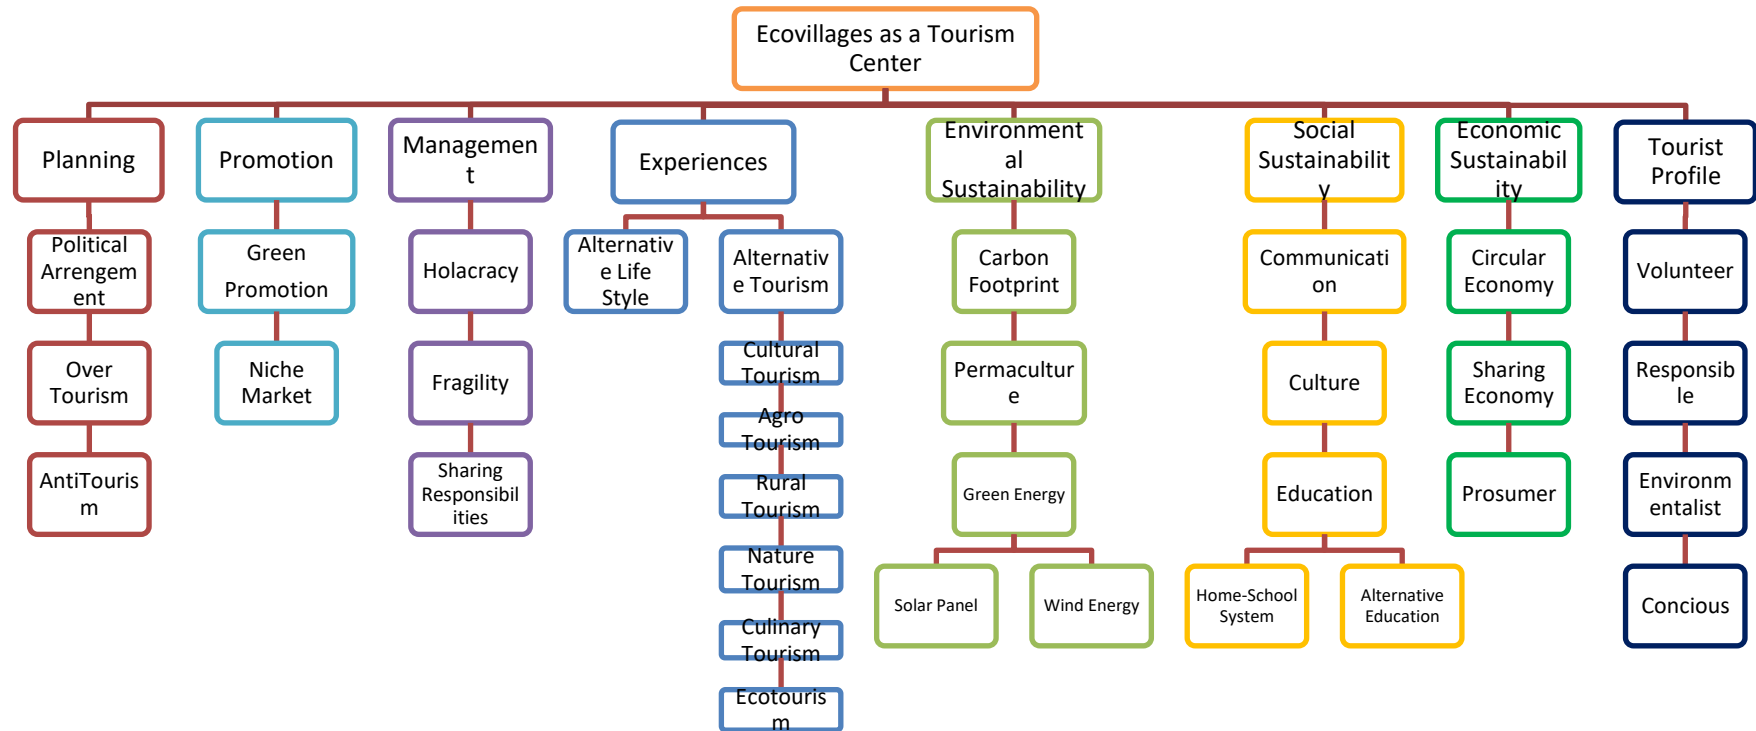 Ecovillages as a Tourism
Center
Planning
Promotion
Managemen
t
Experiences
Environment
al
Sustainability
Social
Sustainabilit
y
Economic
Sustainabil
ity
Tourist
Profile
Political
Arrengem
ent
Green
Promotion
Holacracy
Alternativ
e Life
Style
Alternativ
e Tourism
Carbon
Footprint
Communicati
on
Circular
Economy
Volunteer
Over
Tourism
Niche
Market
Fragility
Cultural
Tourism
Permacultur
e
Culture
Sharing
Economy
Responsib
le
Agro
Tourism
AntiTouris
m
Sharing
Responsibil
ities
Rural
Tourism
Green Energy
Education
Prosumer
Environm
entalist
Nature
Tourism
Solar Panel
Wind Energy
Home-School
System
Alternative
Education
Concious
Culinary
Tourism
Ecotouris
m